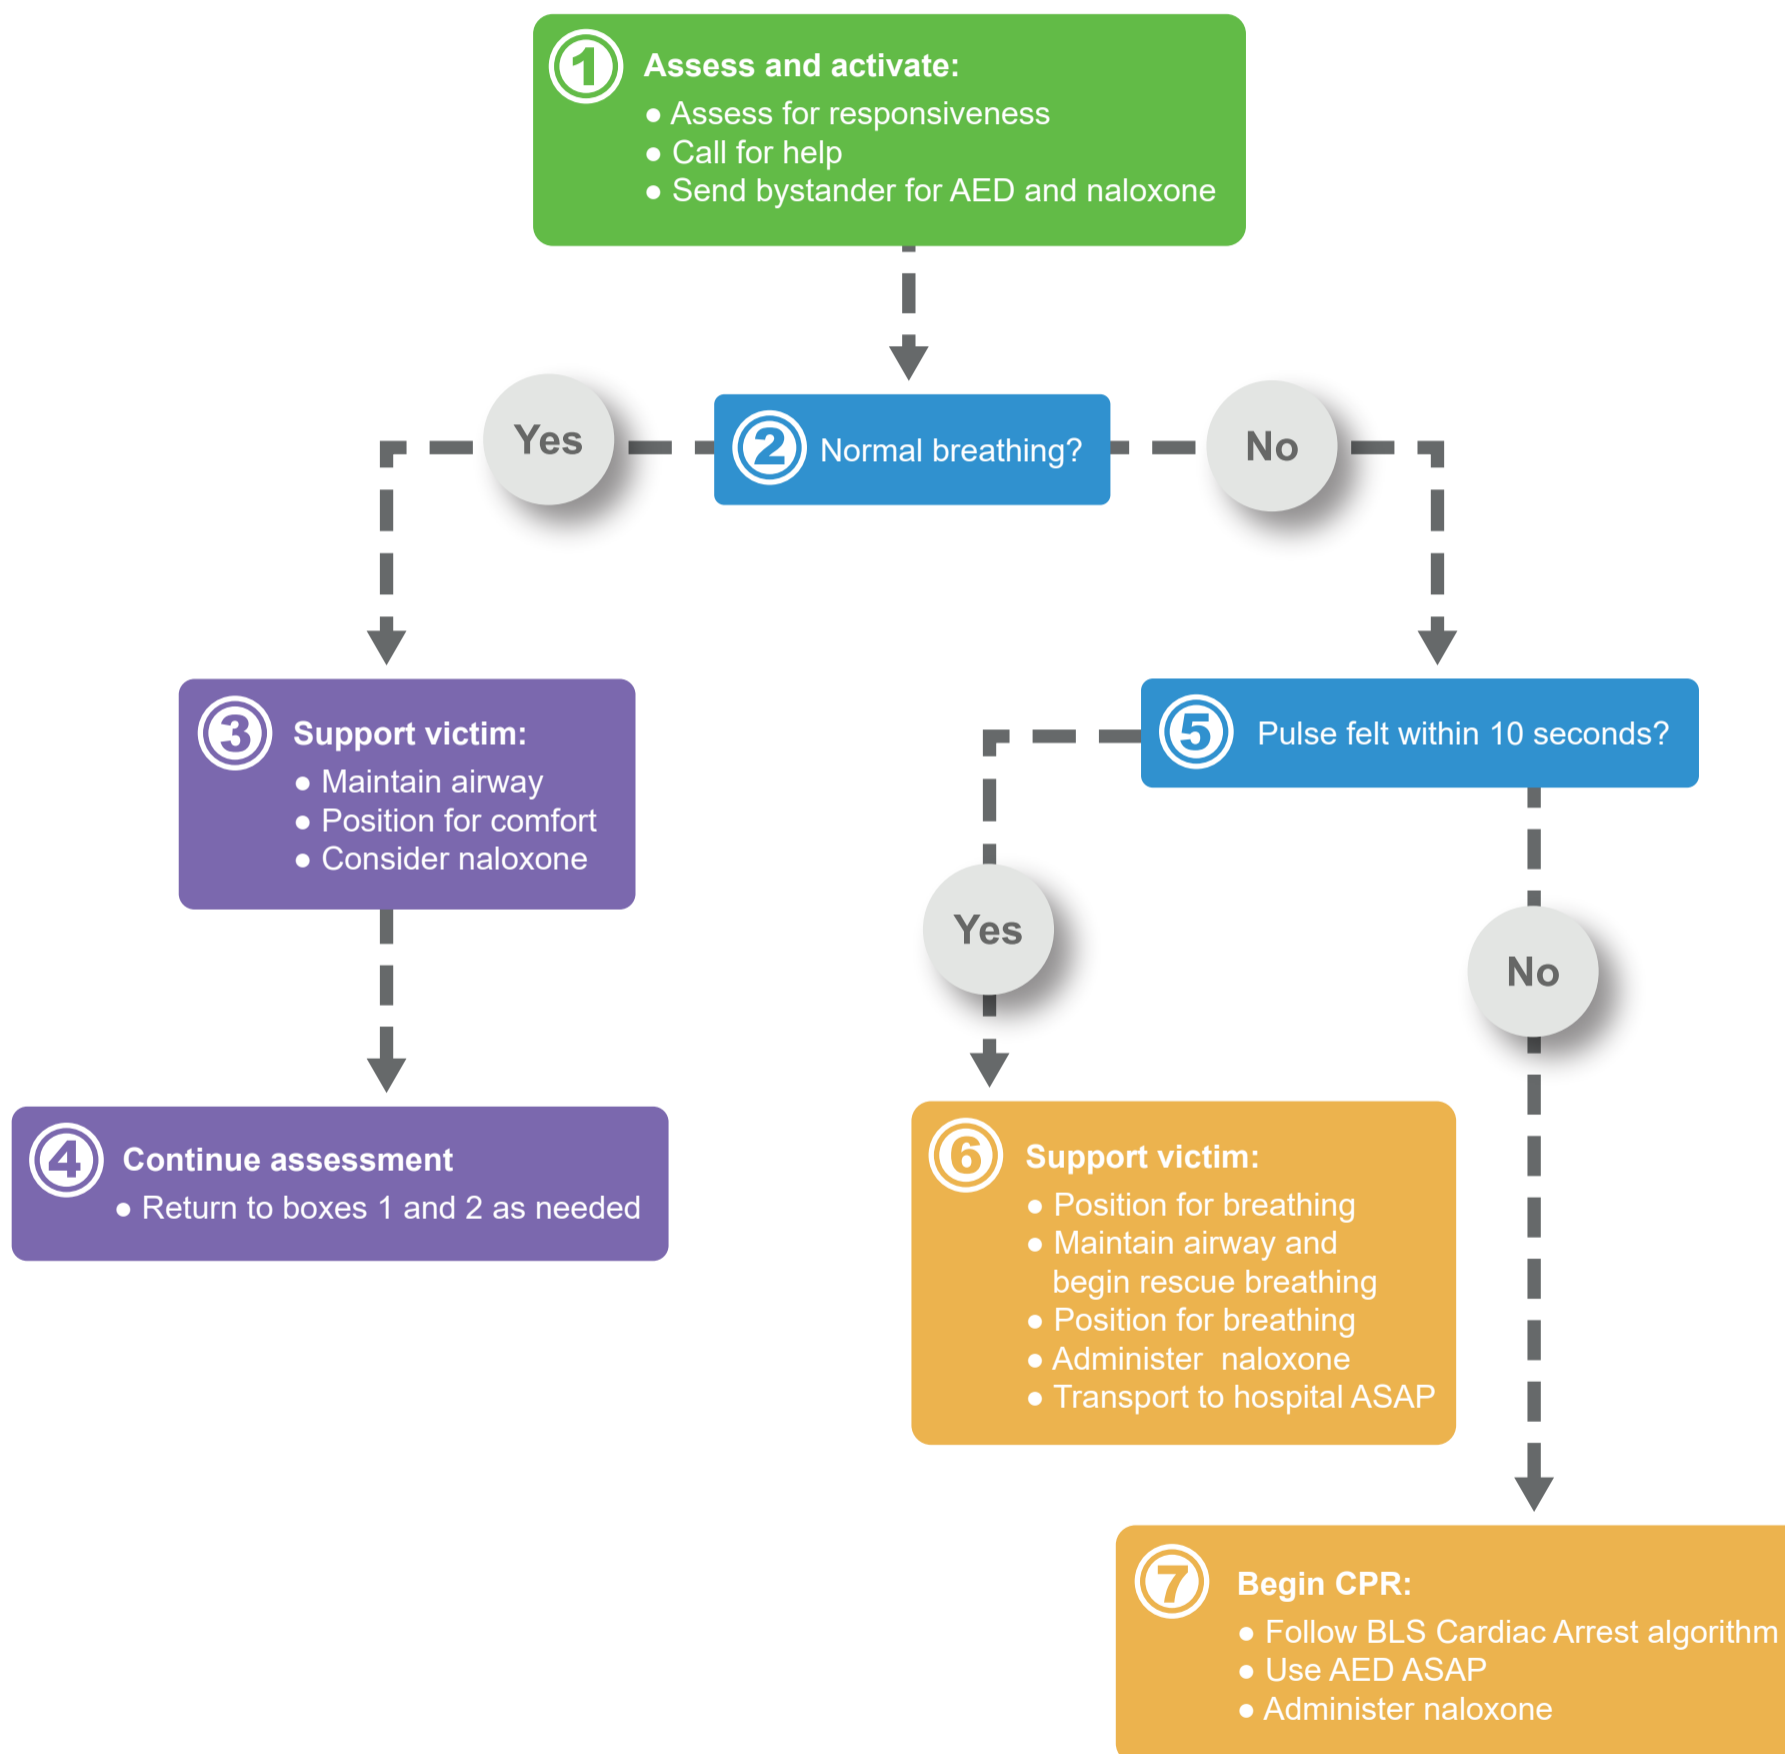 1 Assess and activate:
● Assess for responsiveness
● Call for help
● Send bystander for AED and naloxone
2 Normal breathing?
Yes
No
3 Support victim:
● Maintain airway
● Position for comfort
● Consider naloxone
4 Continue assessment
● Return to boxes 1 and 2 as needed
5 Pulse felt within 10 seconds?
Yes
No
6 Support victim:
● Position for breathing
● Maintain airway and
begin rescue breathing
● Position for breathing
● Administer naloxone
● Transport to hospital ASAP
7 Begin CPR:
● Follow BLS Cardiac Arrest algorithm
● Use AED ASAP
● Administer naloxone